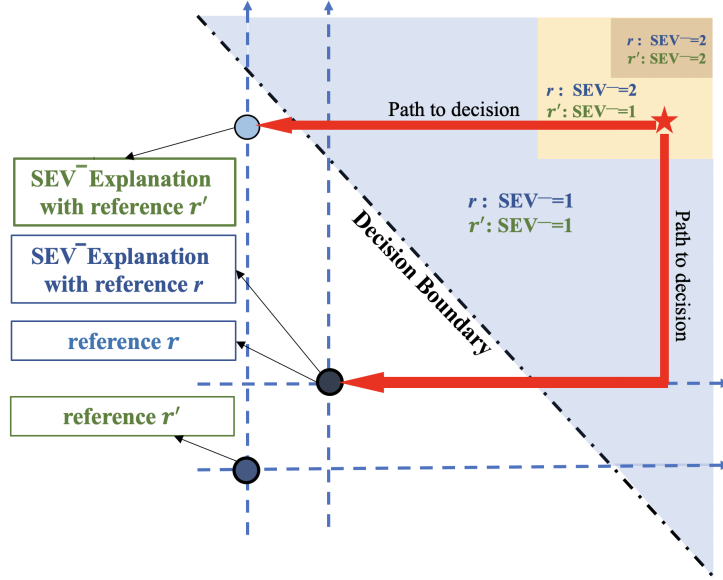 r : SEV⁻=2
r′: SEV⁻=2
r : SEV⁻=2
r′: SEV⁻=1
Path to decision
SEV⁻ Explanation
with reference r′
r : SEV⁻=1
r′: SEV⁻=1
Path to decision
SEV⁻ Explanation
with reference r
Decision Boundary
reference r
reference r′